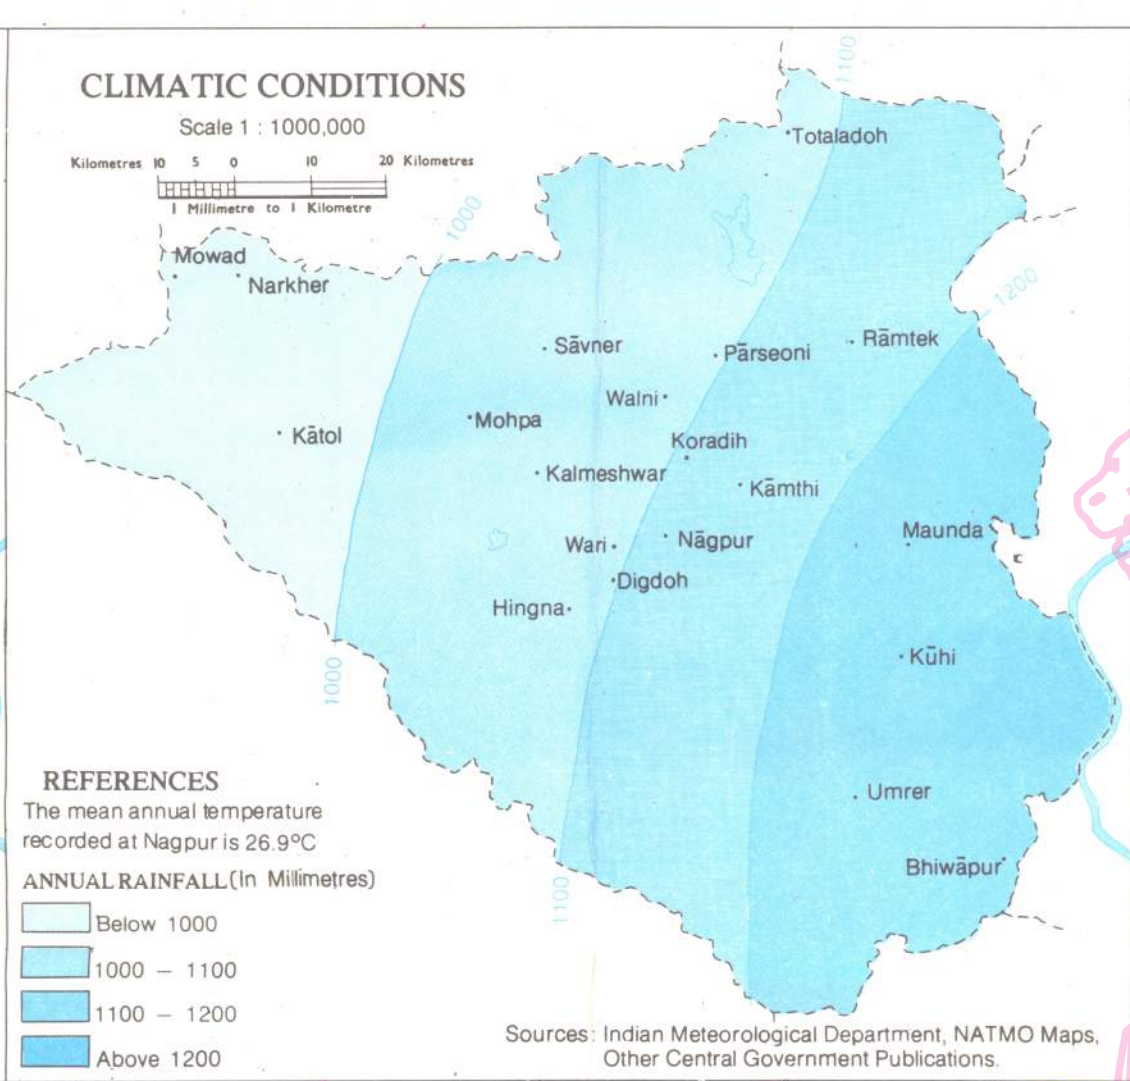 CLIMATIC CONDITIONS
Scale 1 : 1000,000
Kilometres 10 5 0 10 20 Kilometres
1 Millimetre to 1 Kilometre
1100
1000
Totaladoh
Mowad
Narkher
1200
Sāvner
Pārseoni
Rāmtek
Walni
Mohpa
Kātol
Koradih
Kalmeshwar
Kāmthi
Wari
Nāgpur
Maunda
Digdoh
Hingna
Kūhi
1000
Umrer
Bhiwāpur
1100
REFERENCES
The mean annual temperature
recorded at Nagpur is 26.9°C
ANNUAL RAINFALL (In Millimetres)
Below 1000
1000 – 1100
1100 – 1200
Above 1200
Sources: Indian Meteorological Department, NATMO Maps,
Other Central Government Publications.